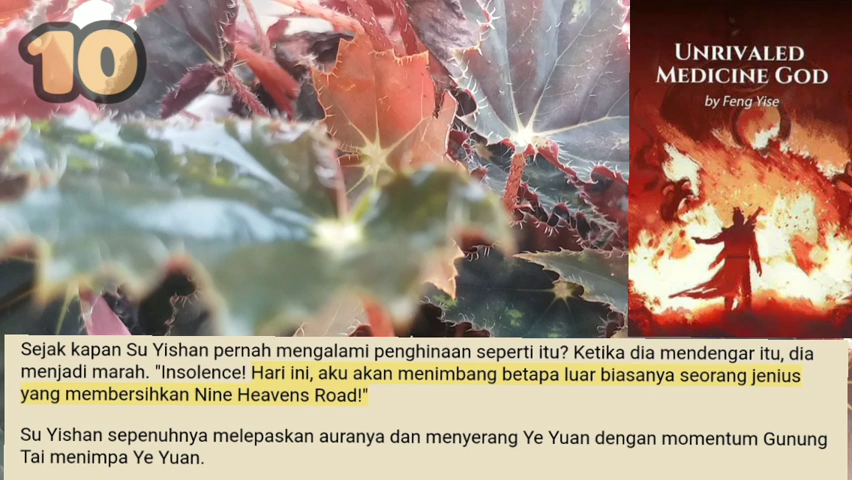 10
UNRIVALED
MEDICINE GOD
by Feng Yise
Sejak kapan Su Yishan pernah mengalami penghinaan seperti itu? Ketika dia mendengar itu, dia
menjadi marah. "Insolence! Hari ini, aku akan menimbang betapa luar biasanya seorang jenius
yang membersihkan Nine Heavens Road!"
Su Yishan sepenuhnya melepaskan auranya dan menyerang Ye Yuan dengan momentum Gunung
Tai menimpa Ye Yuan.